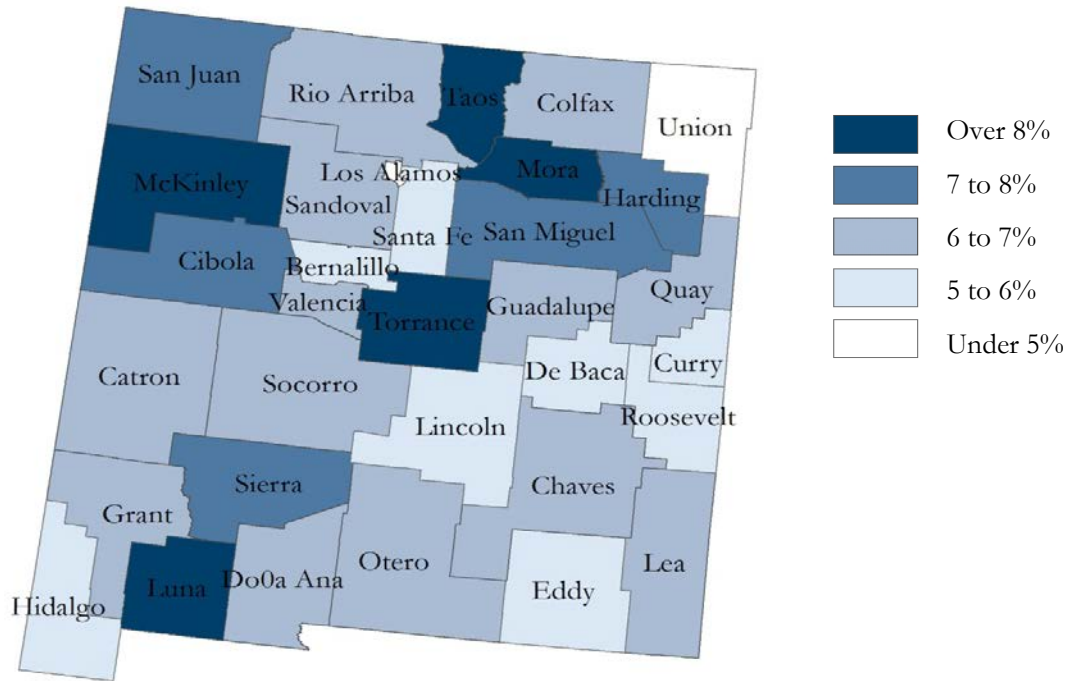 San Juan
Rio Arriba
Taos
Colfax
Union
McKinley
Los Alamos
Mora
Harding
Sandoval
Santa Fe
San Miguel
Cibola
Bernalillo
Valencia
Torrance
Guadalupe
Quay
Catron
Socorro
De Baca
Curry
Lincoln
Roosevelt
Sierra
Chaves
Grant
Otero
Lea
Luna
Do0a Ana
Eddy
Hidalgo
Over 8%
7 to 8%
6 to 7%
5 to 6%
Under 5%